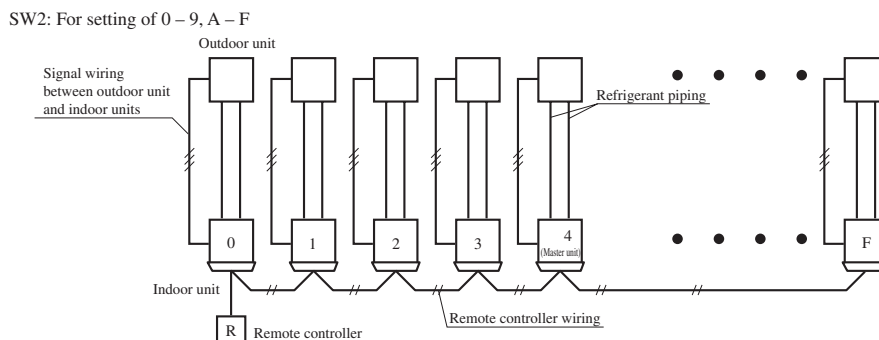 SW2: For setting of 0 – 9, A – F
Outdoor unit
Signal wiring
between outdoor unit
and indoor units
Refrigerant piping
0
1
2
3
4
(Master unit)
F
Indoor unit
R
Remote controller
Remote controller wiring